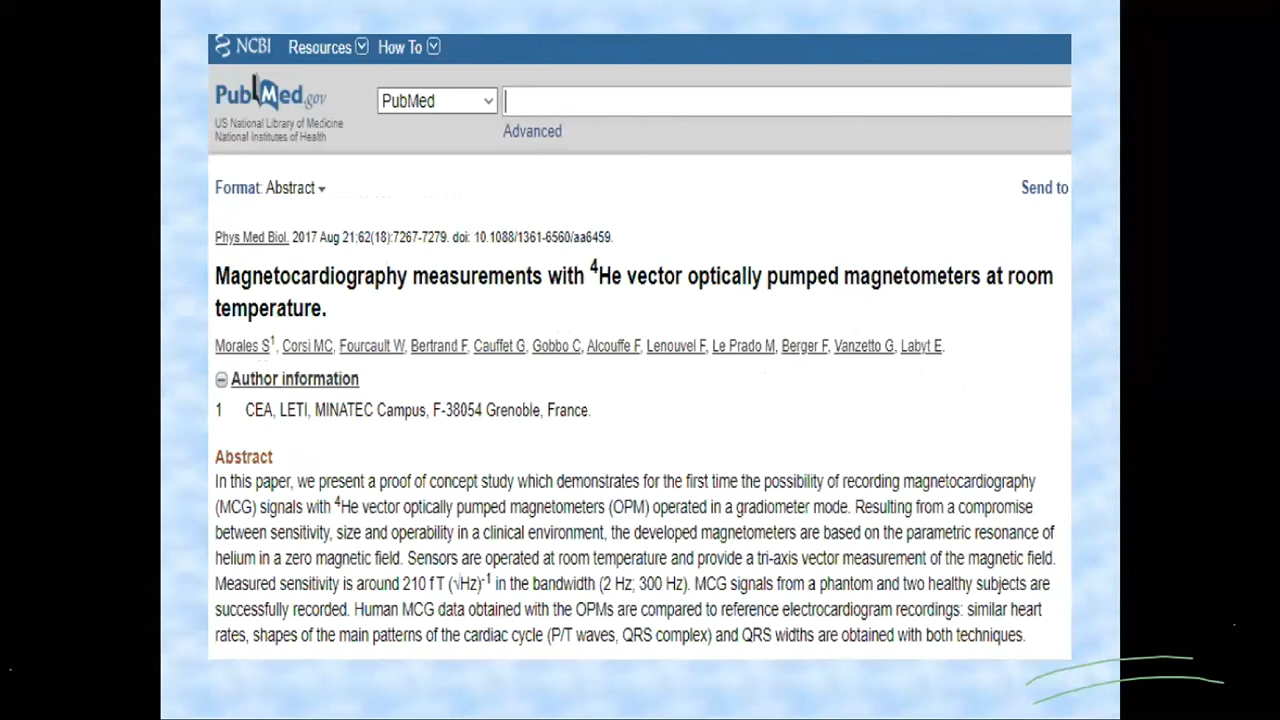 NCBI Resources How To
PubMed.gov
US National Library of Medicine
National Institutes of Health
PubMed
Advanced
Format: Abstract
Send to
Phys Med Biol. 2017 Aug 21;62(18):7267-7279. doi: 10.1088/1361-6560/aa6459.
Magnetocardiography measurements with ⁴He vector optically pumped magnetometers at room
temperature.
Morales S¹, Corsi MC, Fourcault W, Bertrand F, Cauffet G, Gobbo C, Alcouffe F, Lenouvel F, Le Prado M, Berger F, Vanzetto G, Labyt E.
Author information
1 CEA, LETI, MINATEC Campus, F-38054 Grenoble, France.
Abstract
In this paper, we present a proof of concept study which demonstrates for the first time the possibility of recording magnetocardiography
(MCG) signals with ⁴He vector optically pumped magnetometers (OPM) operated in a gradiometer mode. Resulting from a compromise
between sensitivity, size and operability in a clinical environment, the developed magnetometers are based on the parametric resonance of
helium in a zero magnetic field. Sensors are operated at room temperature and provide a tri-axis vector measurement of the magnetic field.
Measured sensitivity is around 210 f T (√Hz)⁻¹ in the bandwidth (2 Hz; 300 Hz). MCG signals from a phantom and two healthy subjects are
successfully recorded. Human MCG data obtained with the OPMs are compared to reference electrocardiogram recordings: similar heart
rates, shapes of the main patterns of the cardiac cycle (P/T waves, QRS complex) and QRS widths are obtained with both techniques.